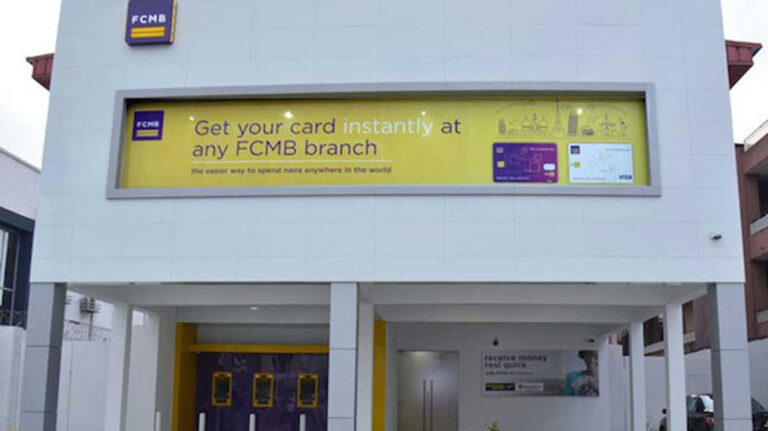 FCMB
FCMB
Get your card instantly at
any FCMB branch
the easier way to spend naira anywhere in the world
VISA
receive money
real quick